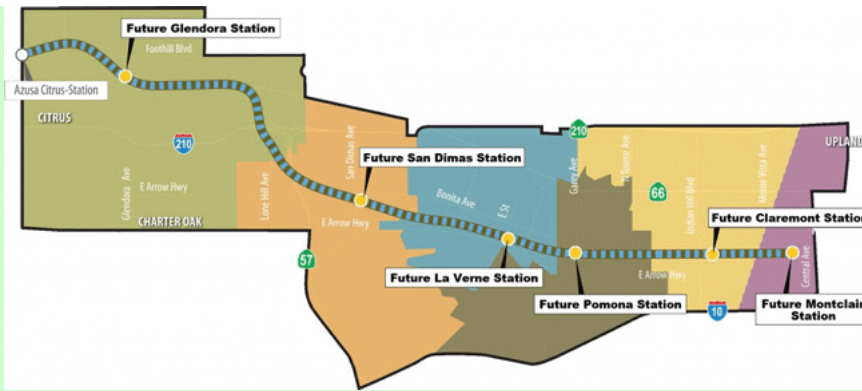 Future Glendora Station
Foothill Blvd
Azusa Citrus-Station
CITRUS
210
Glendora Ave
E Arrow Hwy
CHARTER OAK
Lone Hill Ave
San Dimas Ave
Future San Dimas Station
E Arrow Hwy
57
Bonita Ave
E St
Future La Verne Station
210
Garey Ave
N Towne Ave
66
Indian Hill Blvd
Monte Vista Ave
UPLAND
Future Claremont Station
Central Ave
E Arrow Hwy
Future Pomona Station
10
Future Montclair
Station